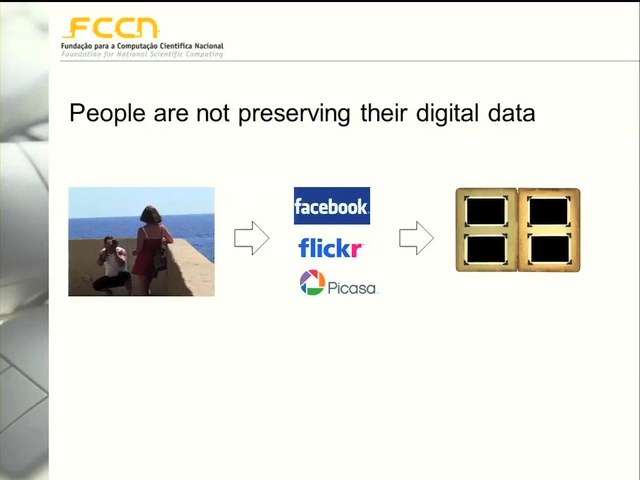 FCCN
Fundação para a Computação Científica Nacional
Foundation for National Scientific Computing
People are not preserving their digital data
facebook
flickr
Picasa